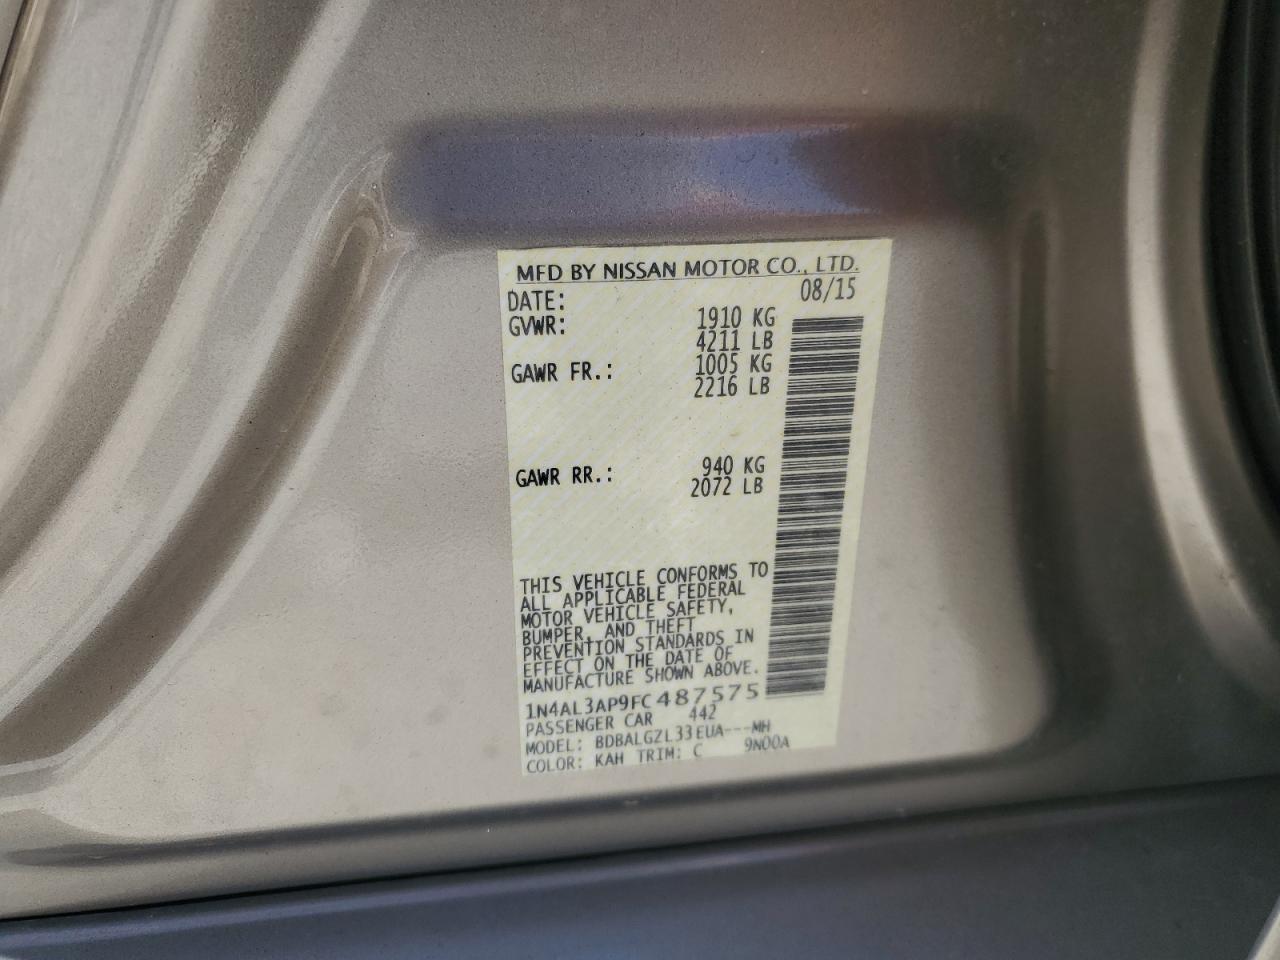 MFD BY NISSAN MOTOR CO., LTD.
DATE: 08/15
GVWR: 1910 KG
4211 LB
GAWR FR.: 1005 KG
2216 LB
GAWR RR.: 940 KG
2072 LB
THIS VEHICLE CONFORMS TO
ALL APPLICABLE FEDERAL
MOTOR VEHICLE SAFETY,
BUMPER, AND THEFT
PREVENTION STANDARDS IN
EFFECT ON THE DATE OF
MANUFACTURE SHOWN ABOVE.
1N4AL3AP9FC487575
PASSENGER CAR 442
MODEL: BDBALGZL33EUA---MH
COLOR: KAH TRIM: C 9N00A